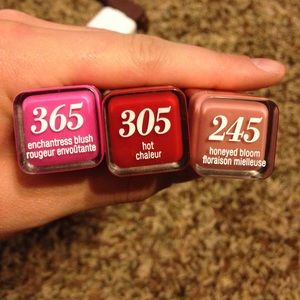 365
enchantress blush
rougeur envoûtante
305
hot
chaleur
245
honeyed bloom
floraison mielleuse